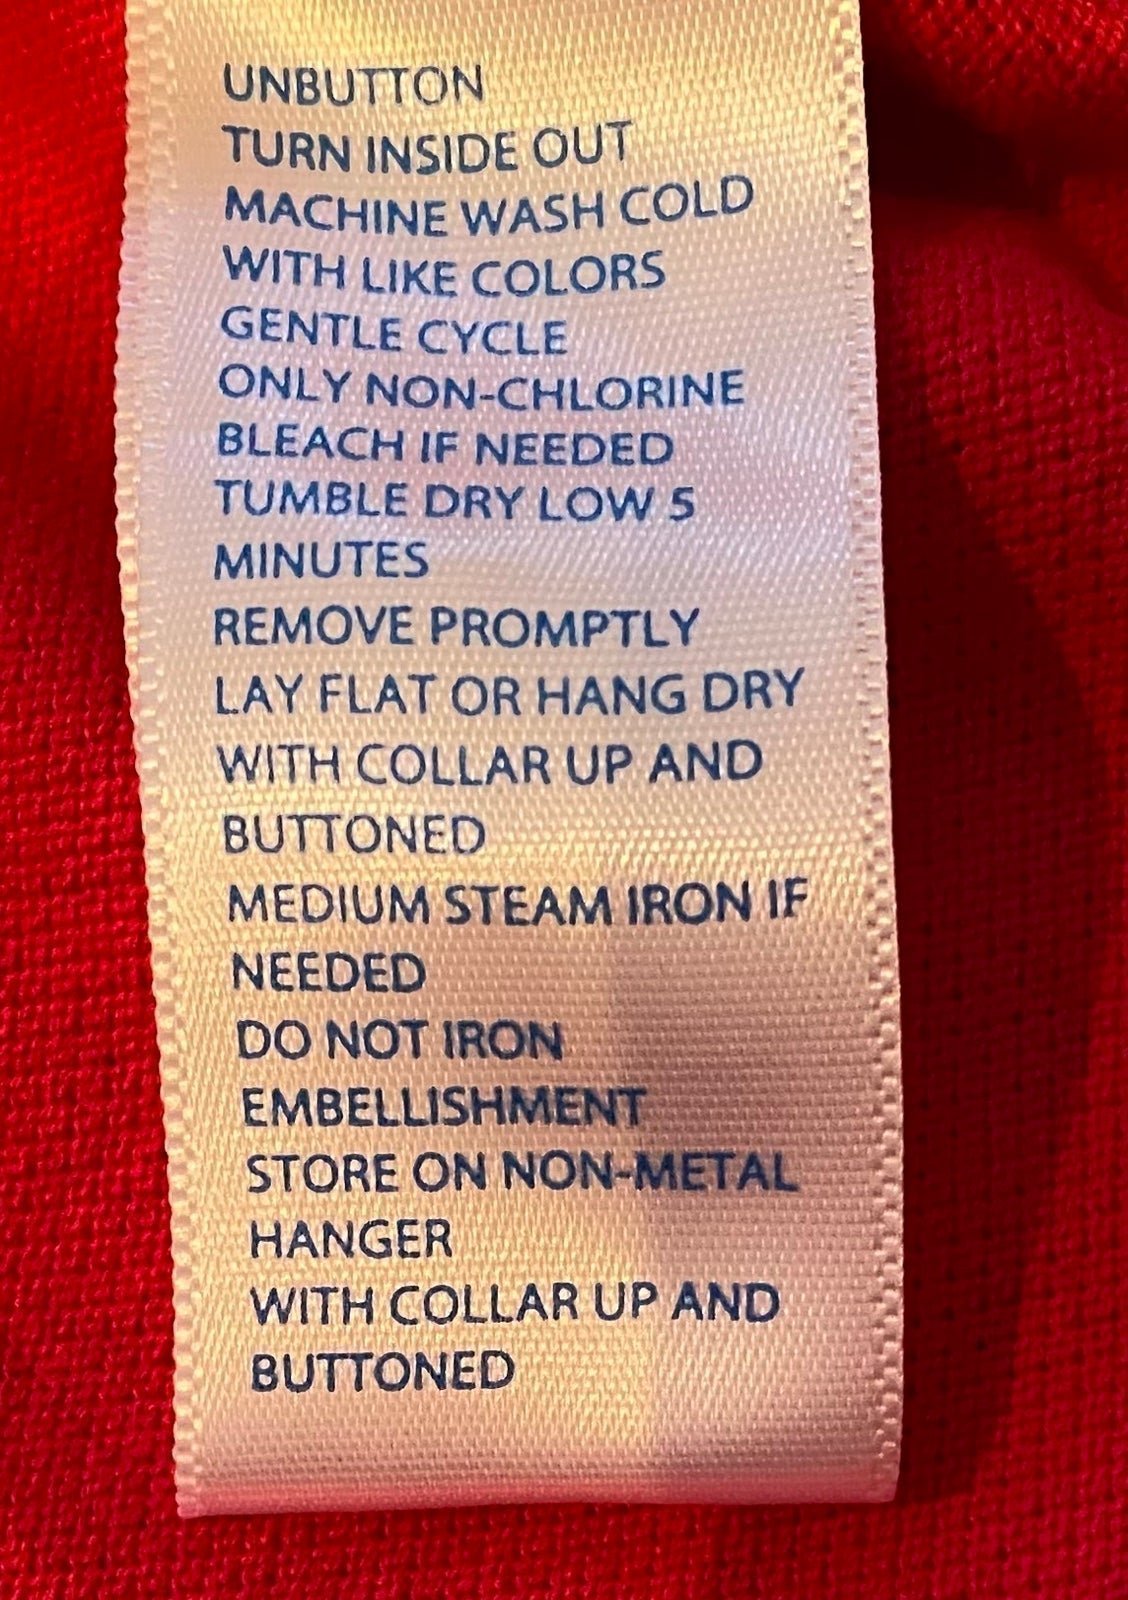 UNBUTTON
TURN INSIDE OUT
MACHINE WASH COLD
WITH LIKE COLORS
GENTLE CYCLE
ONLY NON-CHLORINE
BLEACH IF NEEDED
TUMBLE DRY LOW 5
MINUTES
REMOVE PROMPTLY
LAY FLAT OR HANG DRY
WITH COLLAR UP AND
BUTTONED
MEDIUM STEAM IRON IF
NEEDED
DO NOT IRON
EMBELLISHMENT
STORE ON NON-METAL
HANGER
WITH COLLAR UP AND
BUTTONED